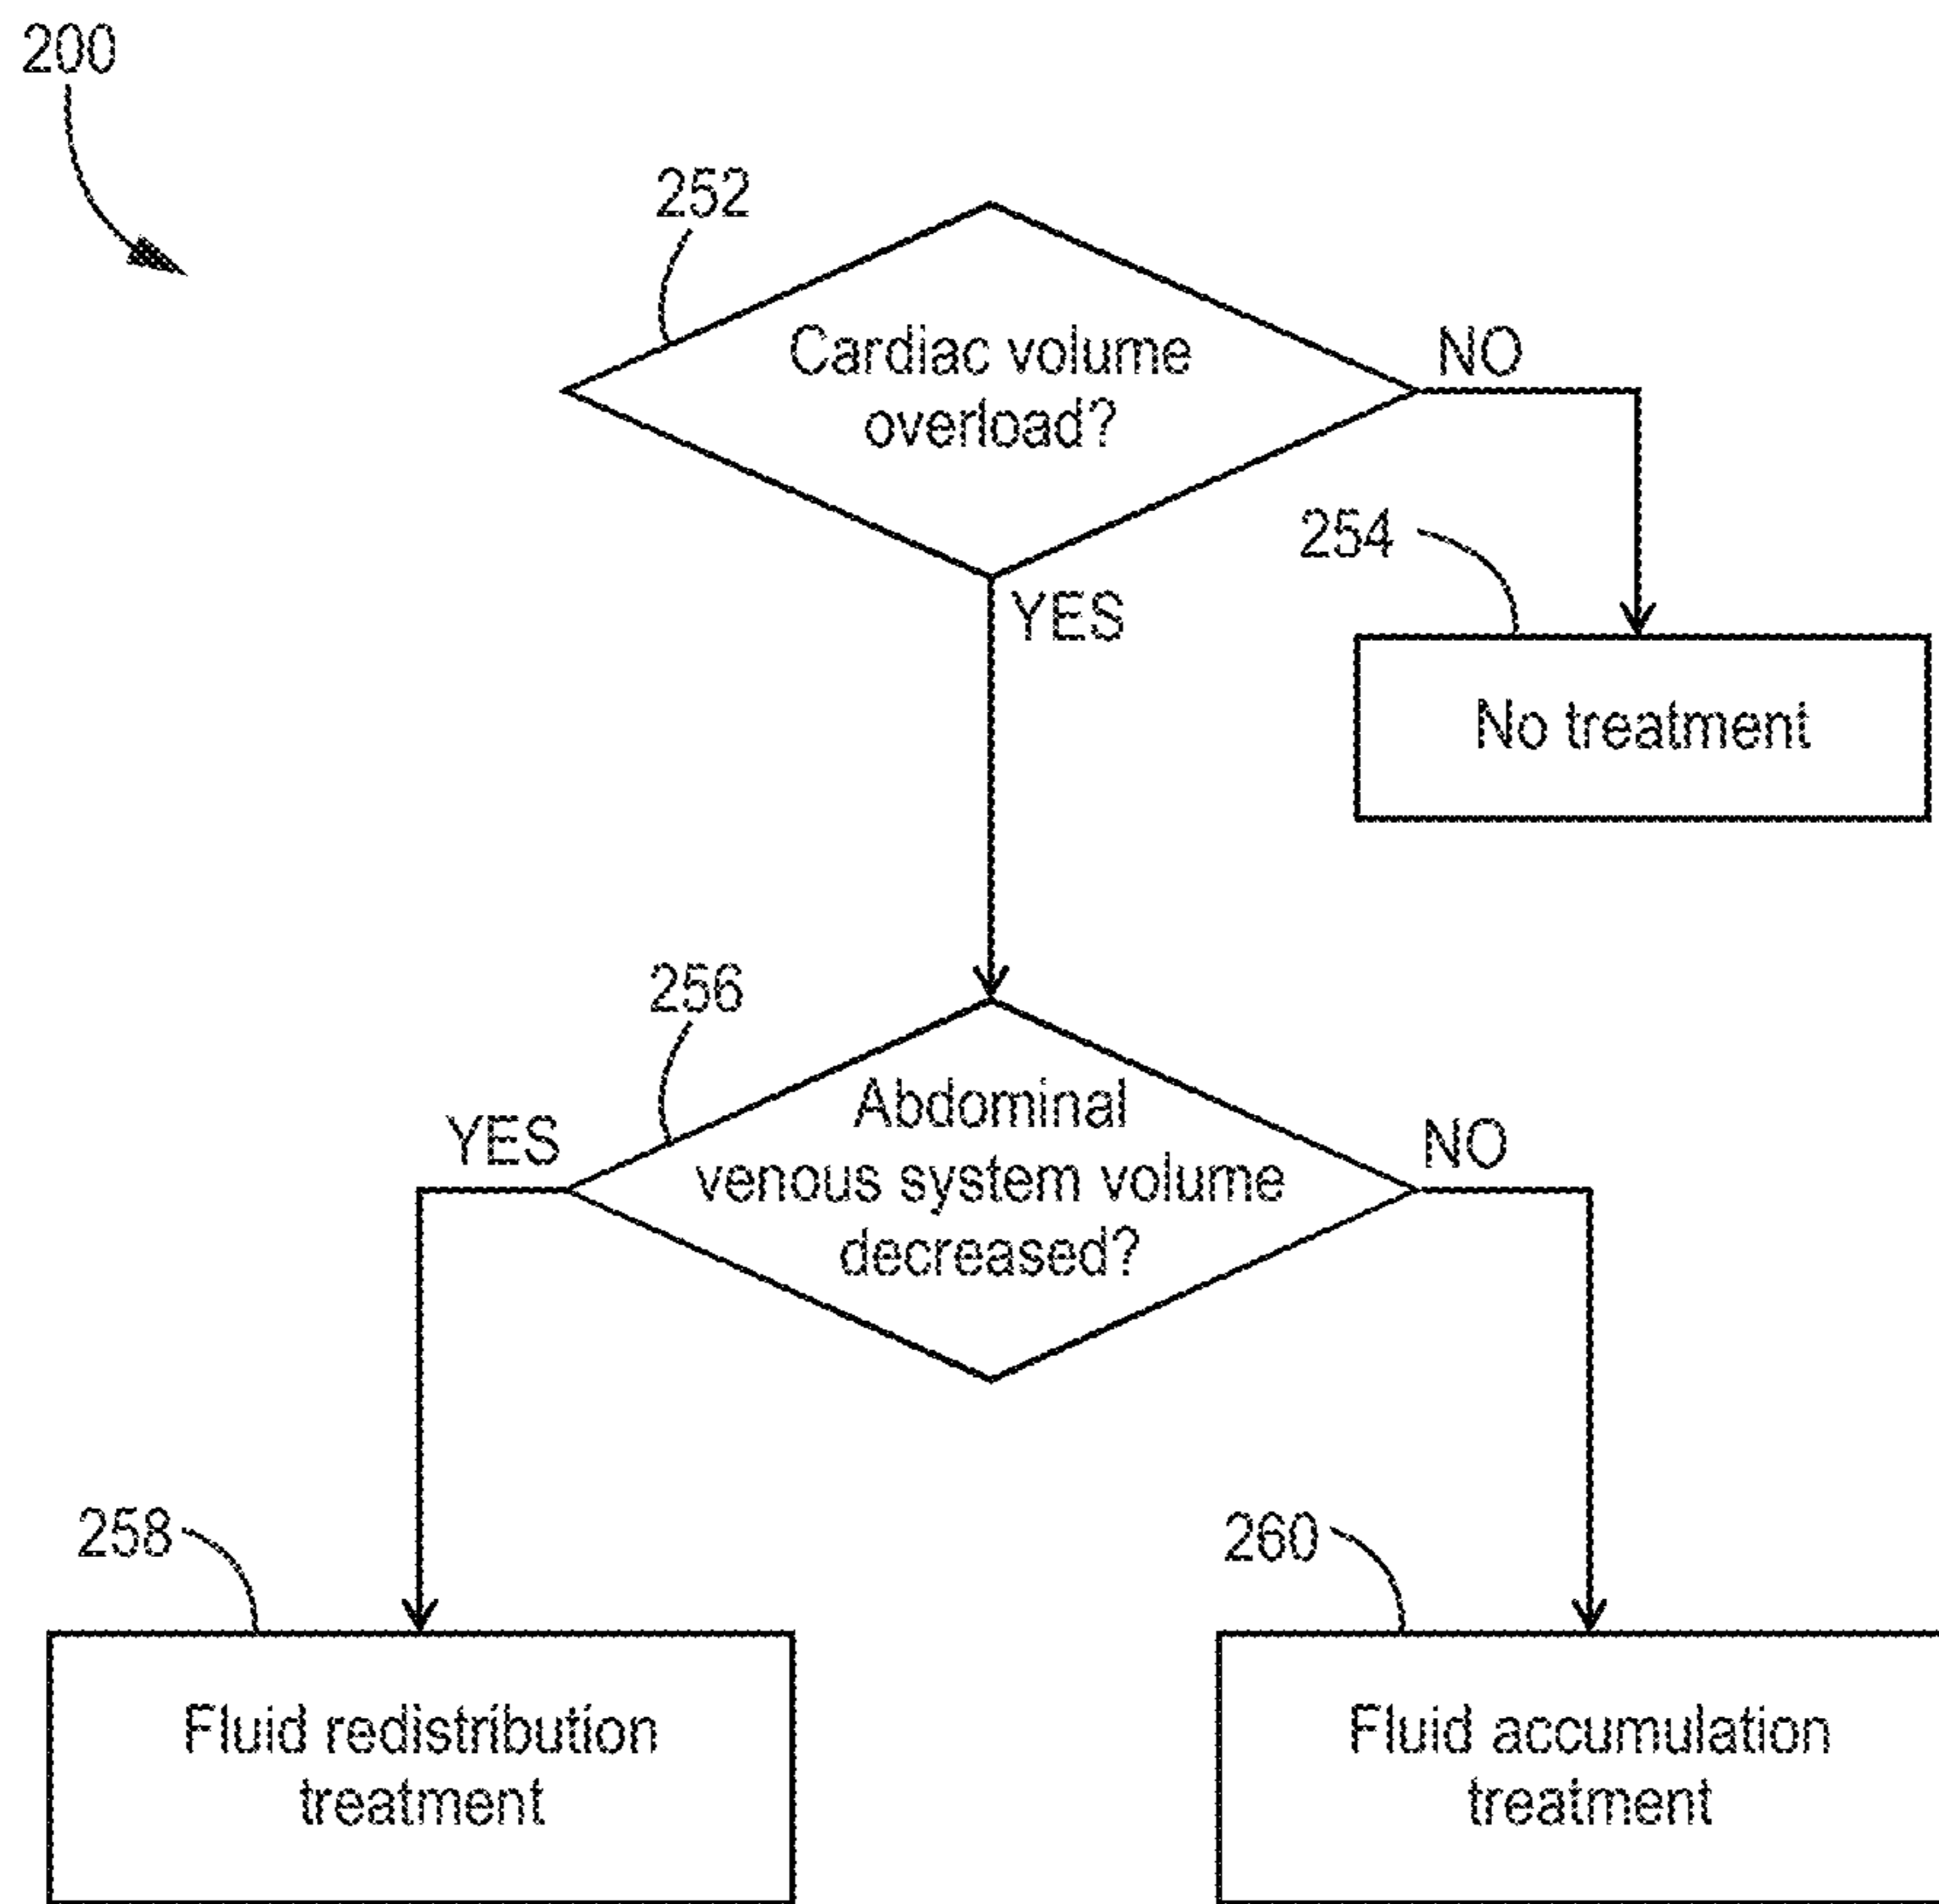 200
252
Cardiac volume
overload?
NO
254
YES
No treatment
256
Abdominal
YES
NO
venous system volume
decreased?
258
260
Fluid redistribution
treatment
Fluid accumulation
treatment